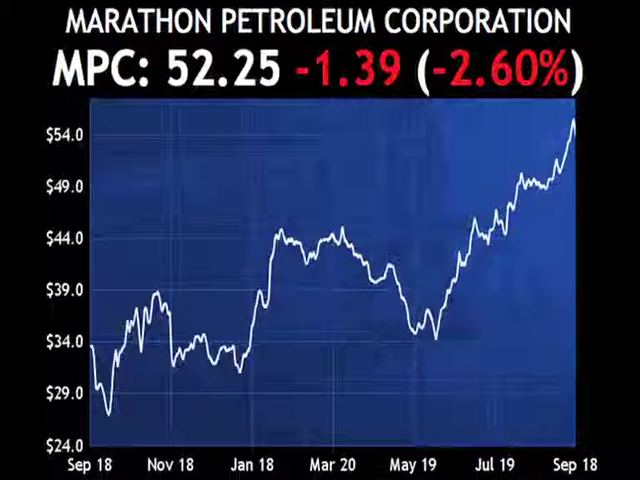 MARATHON PETROLEUM CORPORATION
MPC: 52.25 -1.39 (-2.60%)
$54.0
$49.0
$44.0
$39.0
$34.0
$29.0
$24.0
Sep 18 Nov 18 Jan 18 Mar 20 May 19 Jul 19 Sep 18